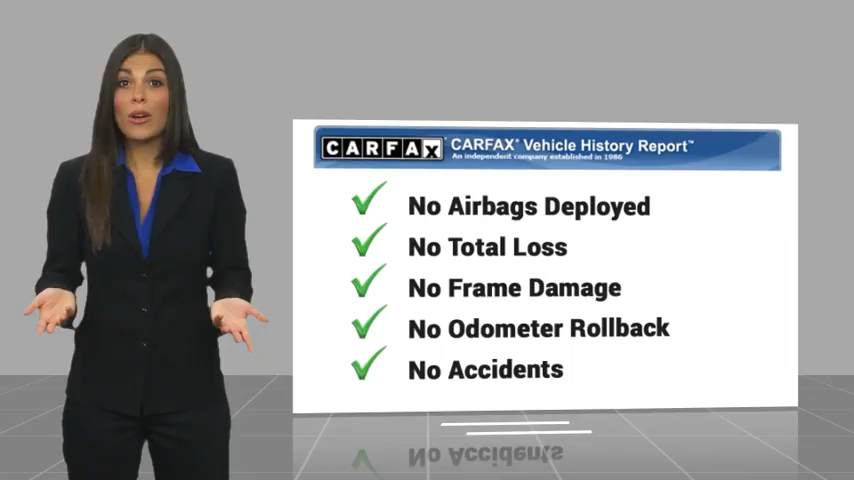 CARFAX CARFAX® Vehicle History Report™
An independent company established in 1986
No Airbags Deployed
No Total Loss
No Frame Damage
No Odometer Rollback
No Accidents
No Accidents